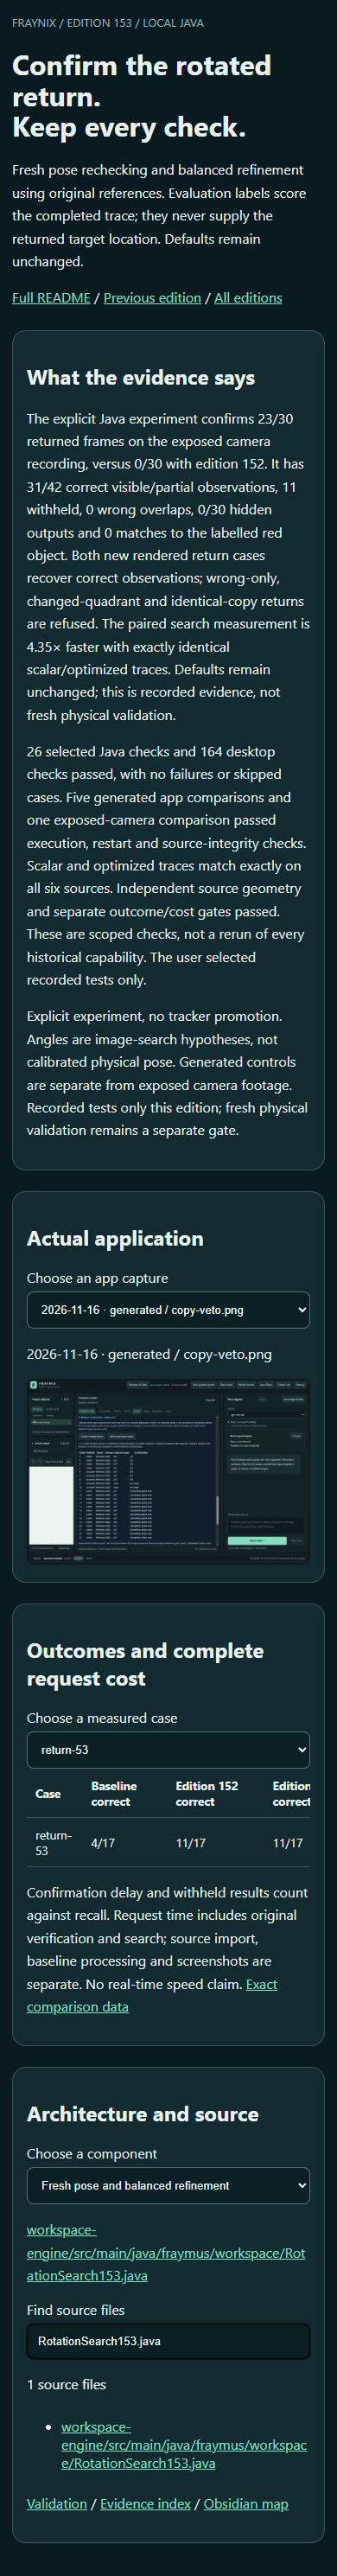 FRAYNIX / EDITION 153 / LOCAL JAVA
Confirm the rotated
return.
Keep every check.
Fresh pose rechecking and balanced refinement
using original references. Evaluation labels score
the completed trace; they never supply the
returned target location. Defaults remain
unchanged.
Full README / Previous edition / All editions
What the evidence says
The explicit Java experiment confirms 23/30
returned frames on the exposed camera
recording, versus 0/30 with edition 152. It has
31/42 correct visible/partial observations, 11
withheld, 0 wrong overlaps, 0/30 hidden
outputs and 0 matches to the labelled red
object. Both new rendered return cases
recover correct observations; wrong-only,
changed-quadrant and identical-copy returns
are refused. The paired search measurement is
4.35× faster with exactly identical
scalar/optimized traces. Defaults remain
unchanged; this is recorded evidence, not
fresh physical validation.
26 selected Java checks and 164 desktop
checks passed, with no failures or skipped
cases. Five generated app comparisons and
one exposed-camera comparison passed
execution, restart and source-integrity checks.
Scalar and optimized traces match exactly on
all six sources. Independent source geometry
and separate outcome/cost gates passed.
These are scoped checks, not a rerun of every
historical capability. The user selected
recorded tests only.
Explicit experiment, no tracker promotion.
Angles are image-search hypotheses, not
calibrated physical pose. Generated controls
are separate from exposed camera footage.
Recorded tests only this edition; fresh physical
validation remains a separate gate.
Actual application
Choose an app capture
2026-11-16 · generated / copy-veto.png
2026-11-16 · generated / copy-veto.png
Outcomes and complete
request cost
Choose a measured case
return-53
Case Baseline correct Edition 152 correct Edition correct
return-53 4/17 11/17 11/17
Confirmation delay and withheld results count
against recall. Request time includes original
verification and search; source import,
baseline processing and screenshots are
separate. No real-time speed claim. Exact
comparison data
Architecture and source
Choose a component
Fresh pose and balanced refinement
workspace-
engine/src/main/java/fraymus/workspace/Rot
ationSearch153.java
Find source files
RotationSearch153.java
1 source files
workspace-
engine/src/main/java/fraymus/workspac
e/RotationSearch153.java
Validation / Evidence index / Obsidian map